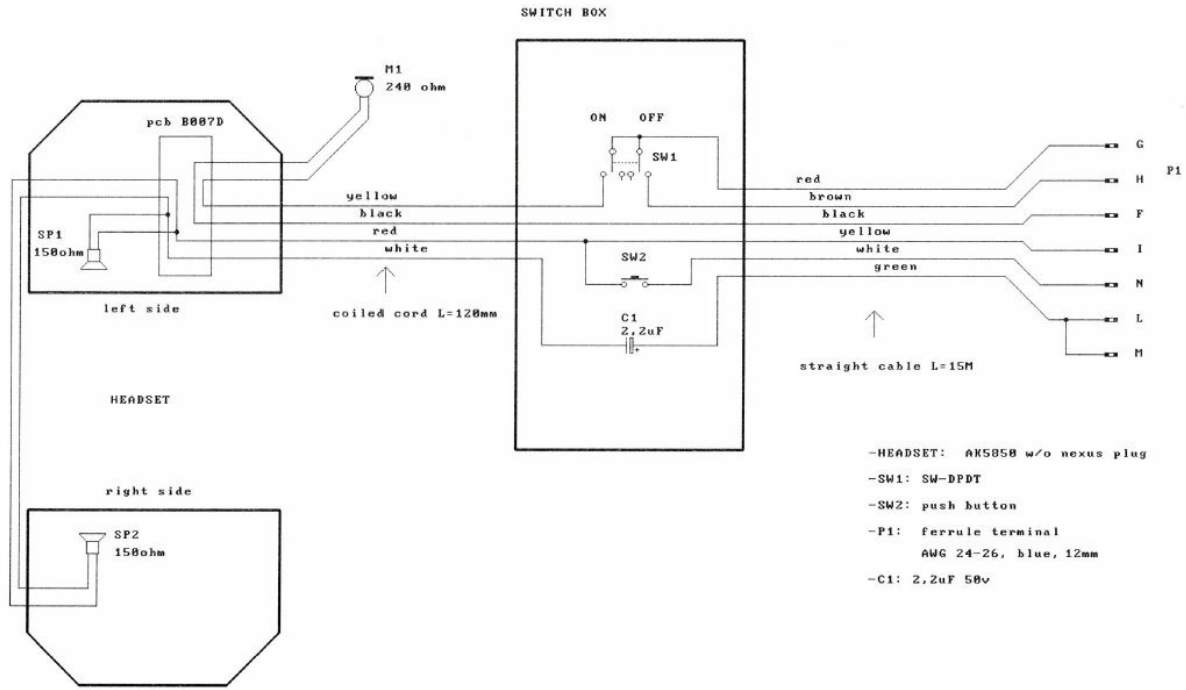 SWITCH BOX
M1
240 ohm
pcb B007D
ON OFF
SW1
G
P1
H
red
brown
yellow
black
black
F
red
yellow
SP1
150ohm
white
white
I
SW2
green
N
left side
coiled cord L=120mm
C1
2,2uF
+
L
M
straight cable L=15M
HEADSET
-HEADSET: AK5850 w/o nexus plug
-SW1: SW-DPDT
right side
-SW2: push button
SP2
150ohm
-P1: ferrule terminal
AWG 24-26, blue, 12mm
-C1: 2,2uF 50v